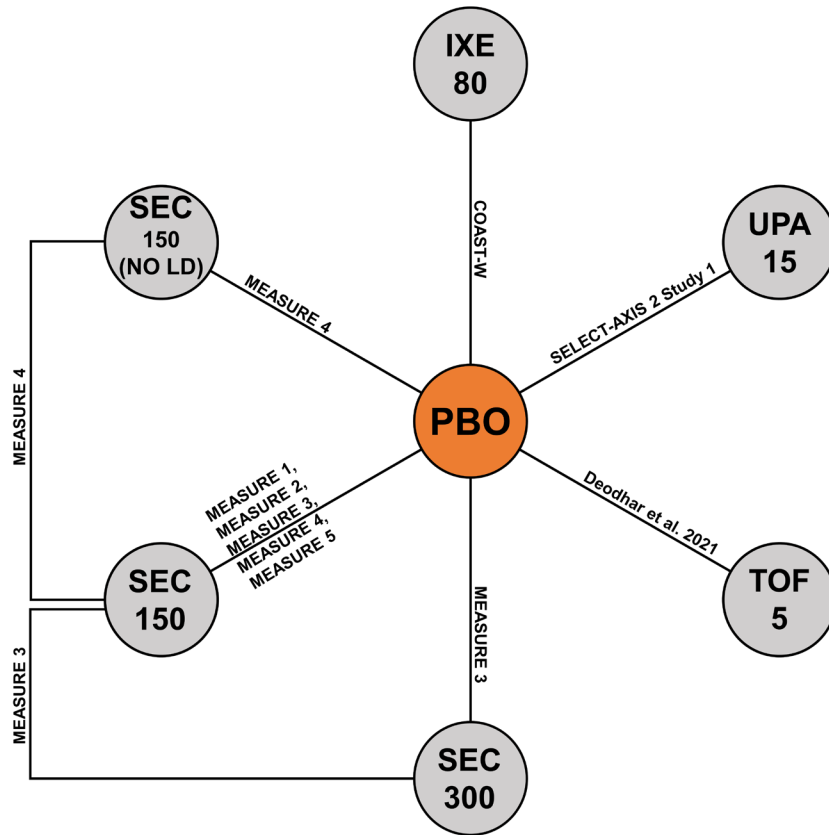 IXE
80
COAST-W
UPA
15
SELECT-AXIS 2 Study 1
SEC
150
(NO LD)
MEASURE 4
MEASURE 4
PBO
MEASURE 1,
MEASURE 2,
MEASURE 3,
MEASURE 4,
MEASURE 5
SEC
150
Deodhar et al. 2021
TOF
5
MEASURE 3
MEASURE 3
SEC
300